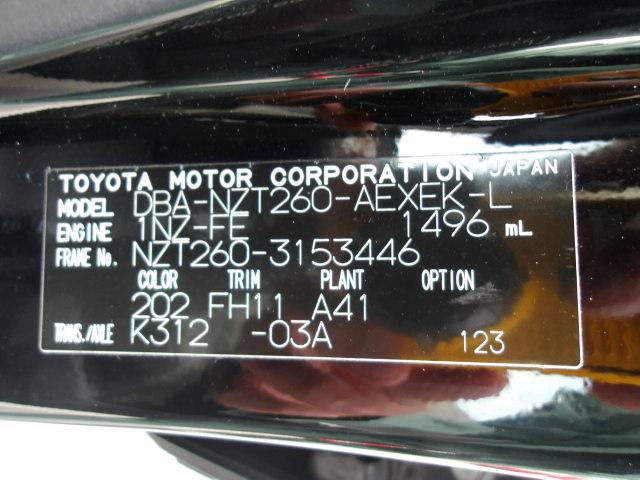 TOYOTA MOTOR CORPORATION JAPAN
MODEL DBA-NZT260-AEXEK-L
ENGINE 1NZ-FE 1496 mL
FRAME No. NZT260-3153446
COLOR TRIM PLANT OPTION
202 FH11 A41
TRANS./AXLE K312 -03A 123